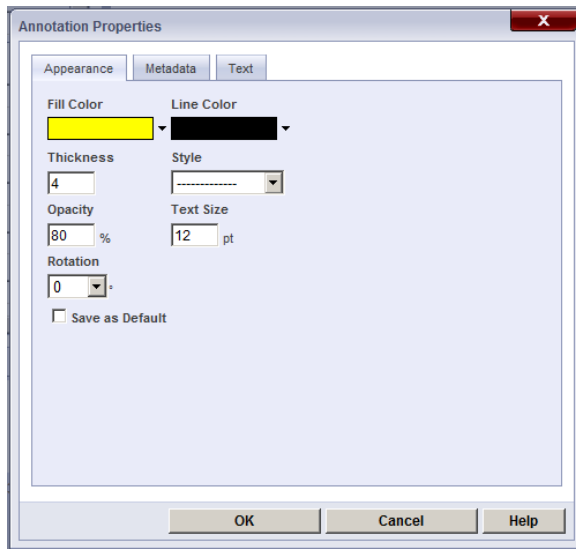 Annotation Properties
X
Appearance Metadata Text
Fill Color Line Color
Thickness Style
4 -------------
Opacity Text Size
80 % 12 pt
Rotation
0 °
Save as Default
OK Cancel Help